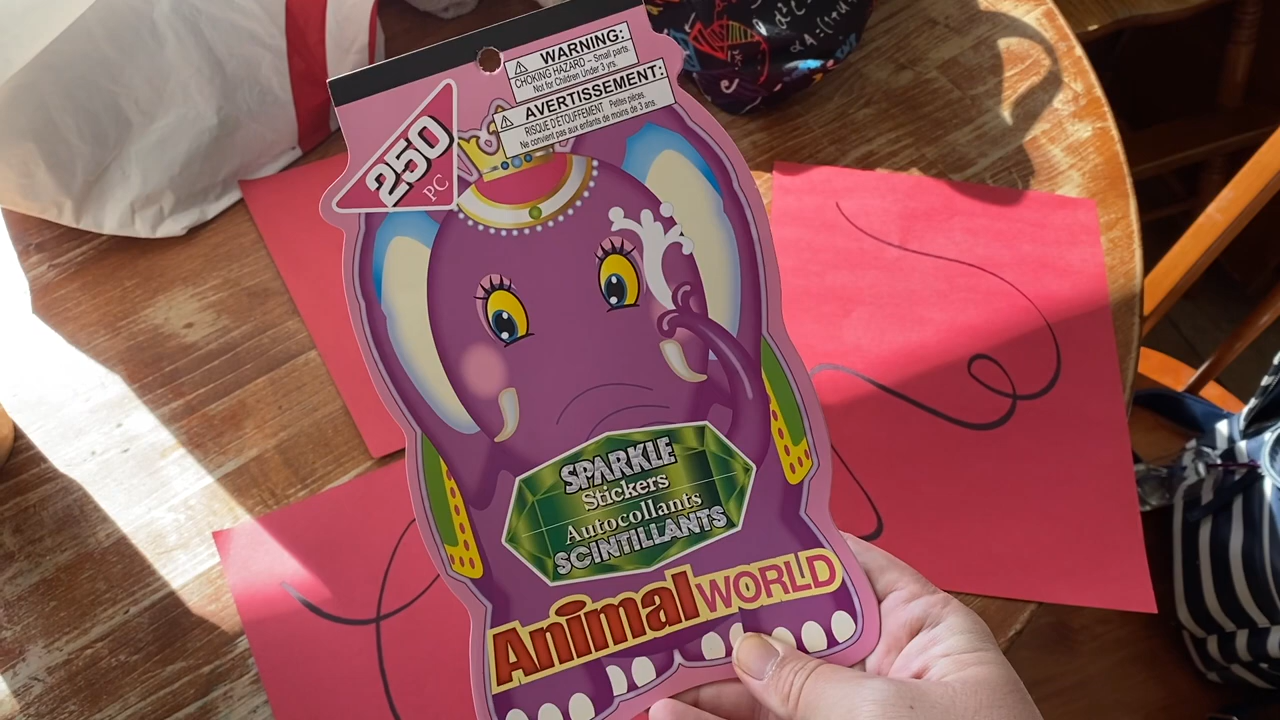 WARNING:
CHOKING HAZARD – Small parts.
Not for Children Under 3 yrs.
AVERTISSEMENT:
RISQUE D'ÉTOUFFEMENT Petites pièces.
Ne convient pas aux enfants de moins de 3 ans.
250
PC
SPARKLE
Stickers
Autocollants
SCINTILLANTS
Animal WORLD